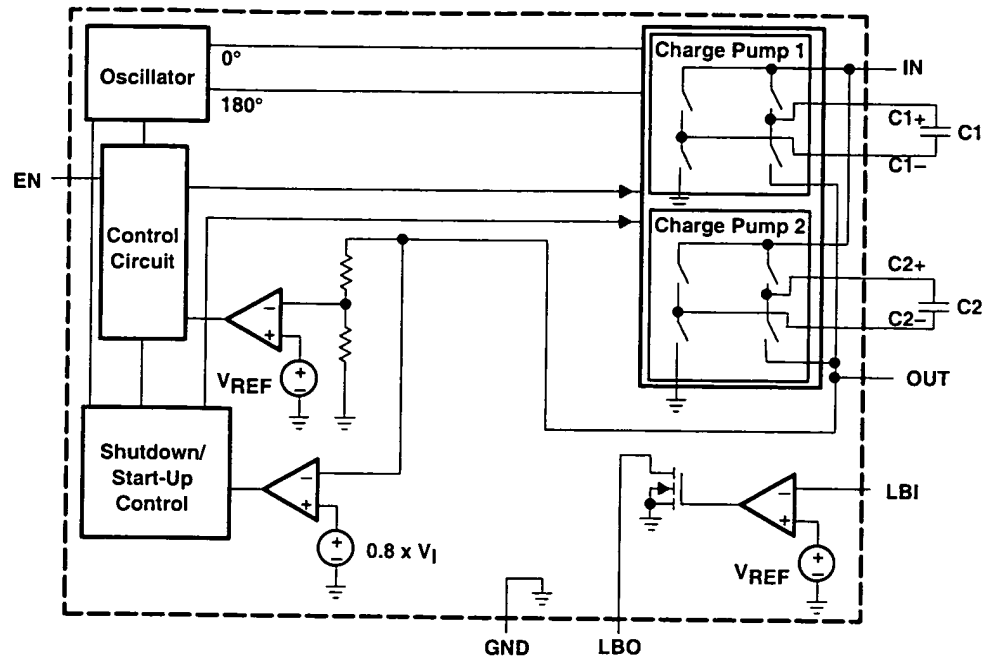 Oscillator
0°
180°
Charge Pump 1
IN
C1+
C1
C1−
EN
Control
Circuit
Charge Pump 2
C2+
C2
C2−
−
+
VREF
+
−
OUT
Shutdown/
Start-Up
Control
−
+
+
−
0.8 x VI
−
+
LBI
VREF
+
−
GND
LBO